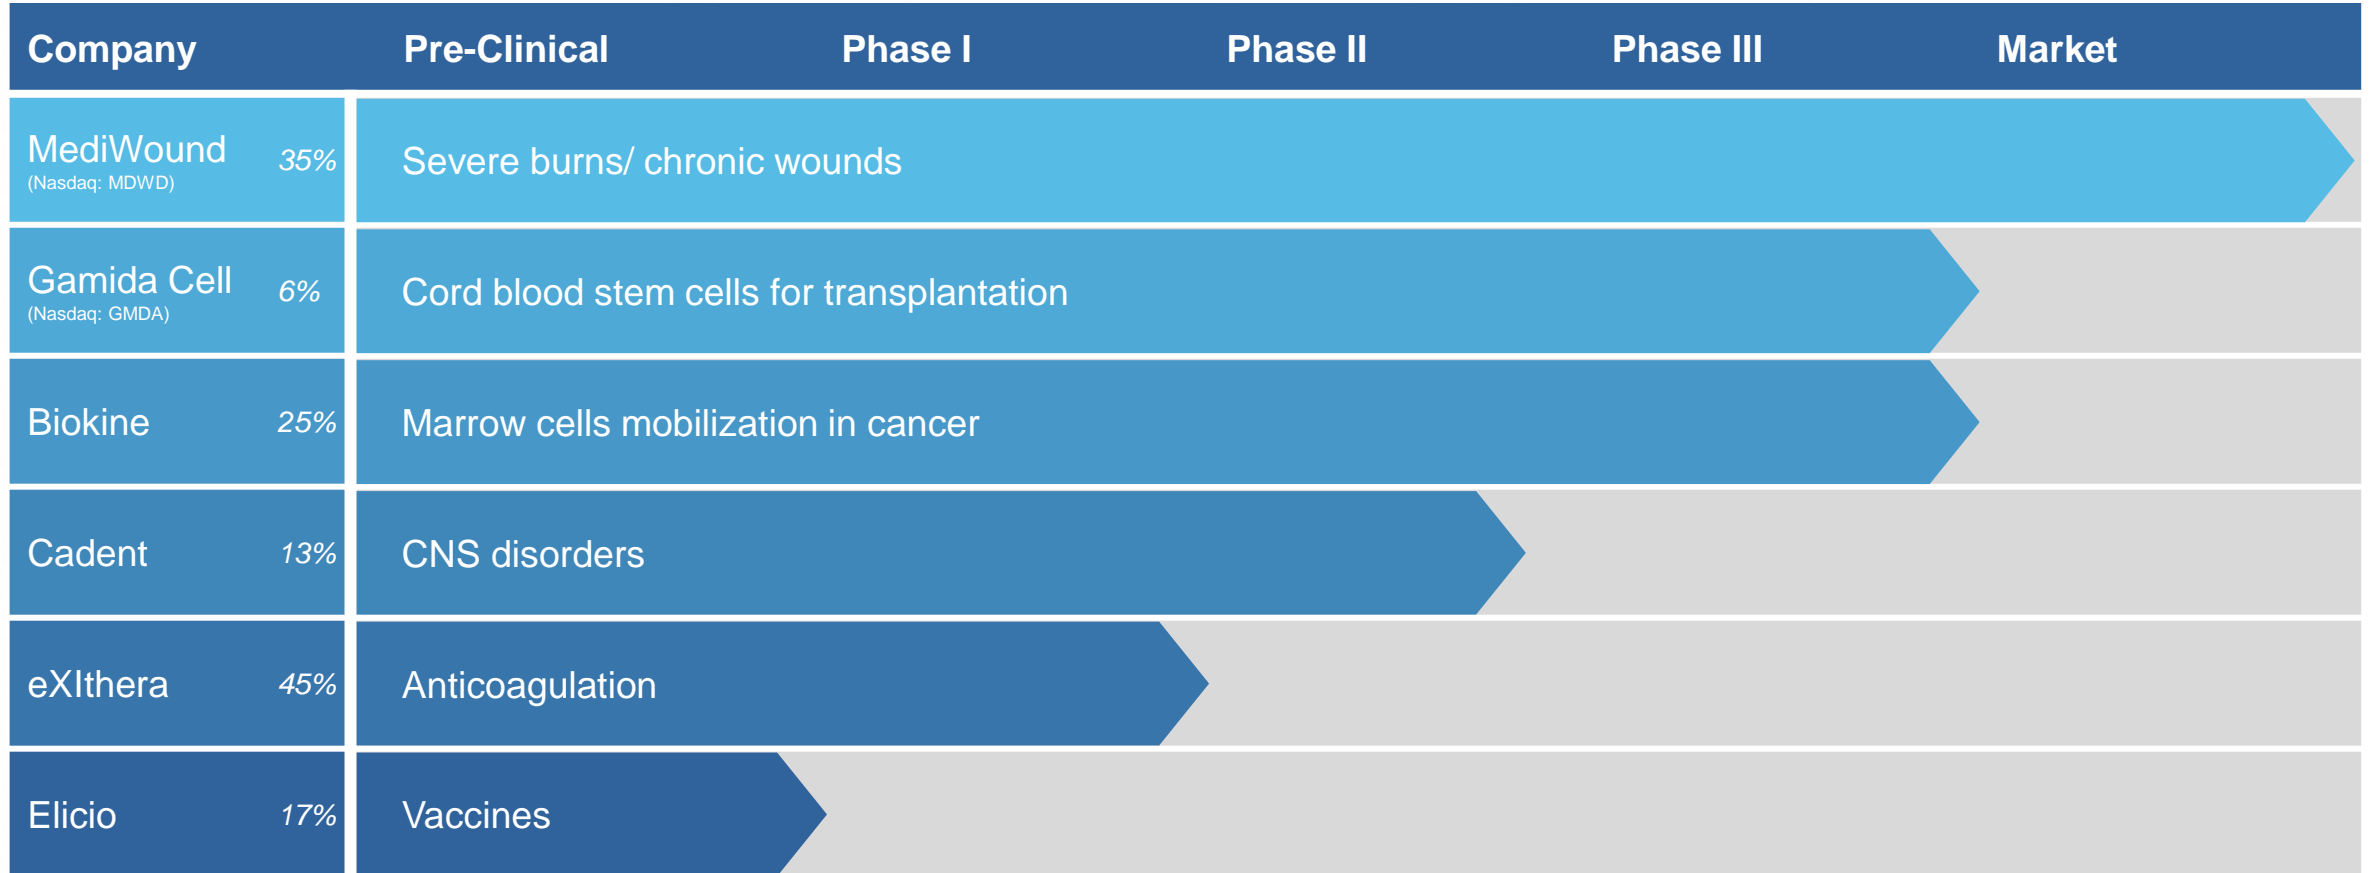 Company Pre-Clinical Phase I Phase II Phase III Market
MediWound 35% Severe burns/ chronic wounds
(Nasdaq: MDWD)
Gamida Cell 6% Cord blood stem cells for transplantation
(Nasdaq: GMDA)
Biokine 25% Marrow cells mobilization in cancer
Cadent 13% CNS disorders
eXIthera 45% Anticoagulation
Elicio 17% Vaccines